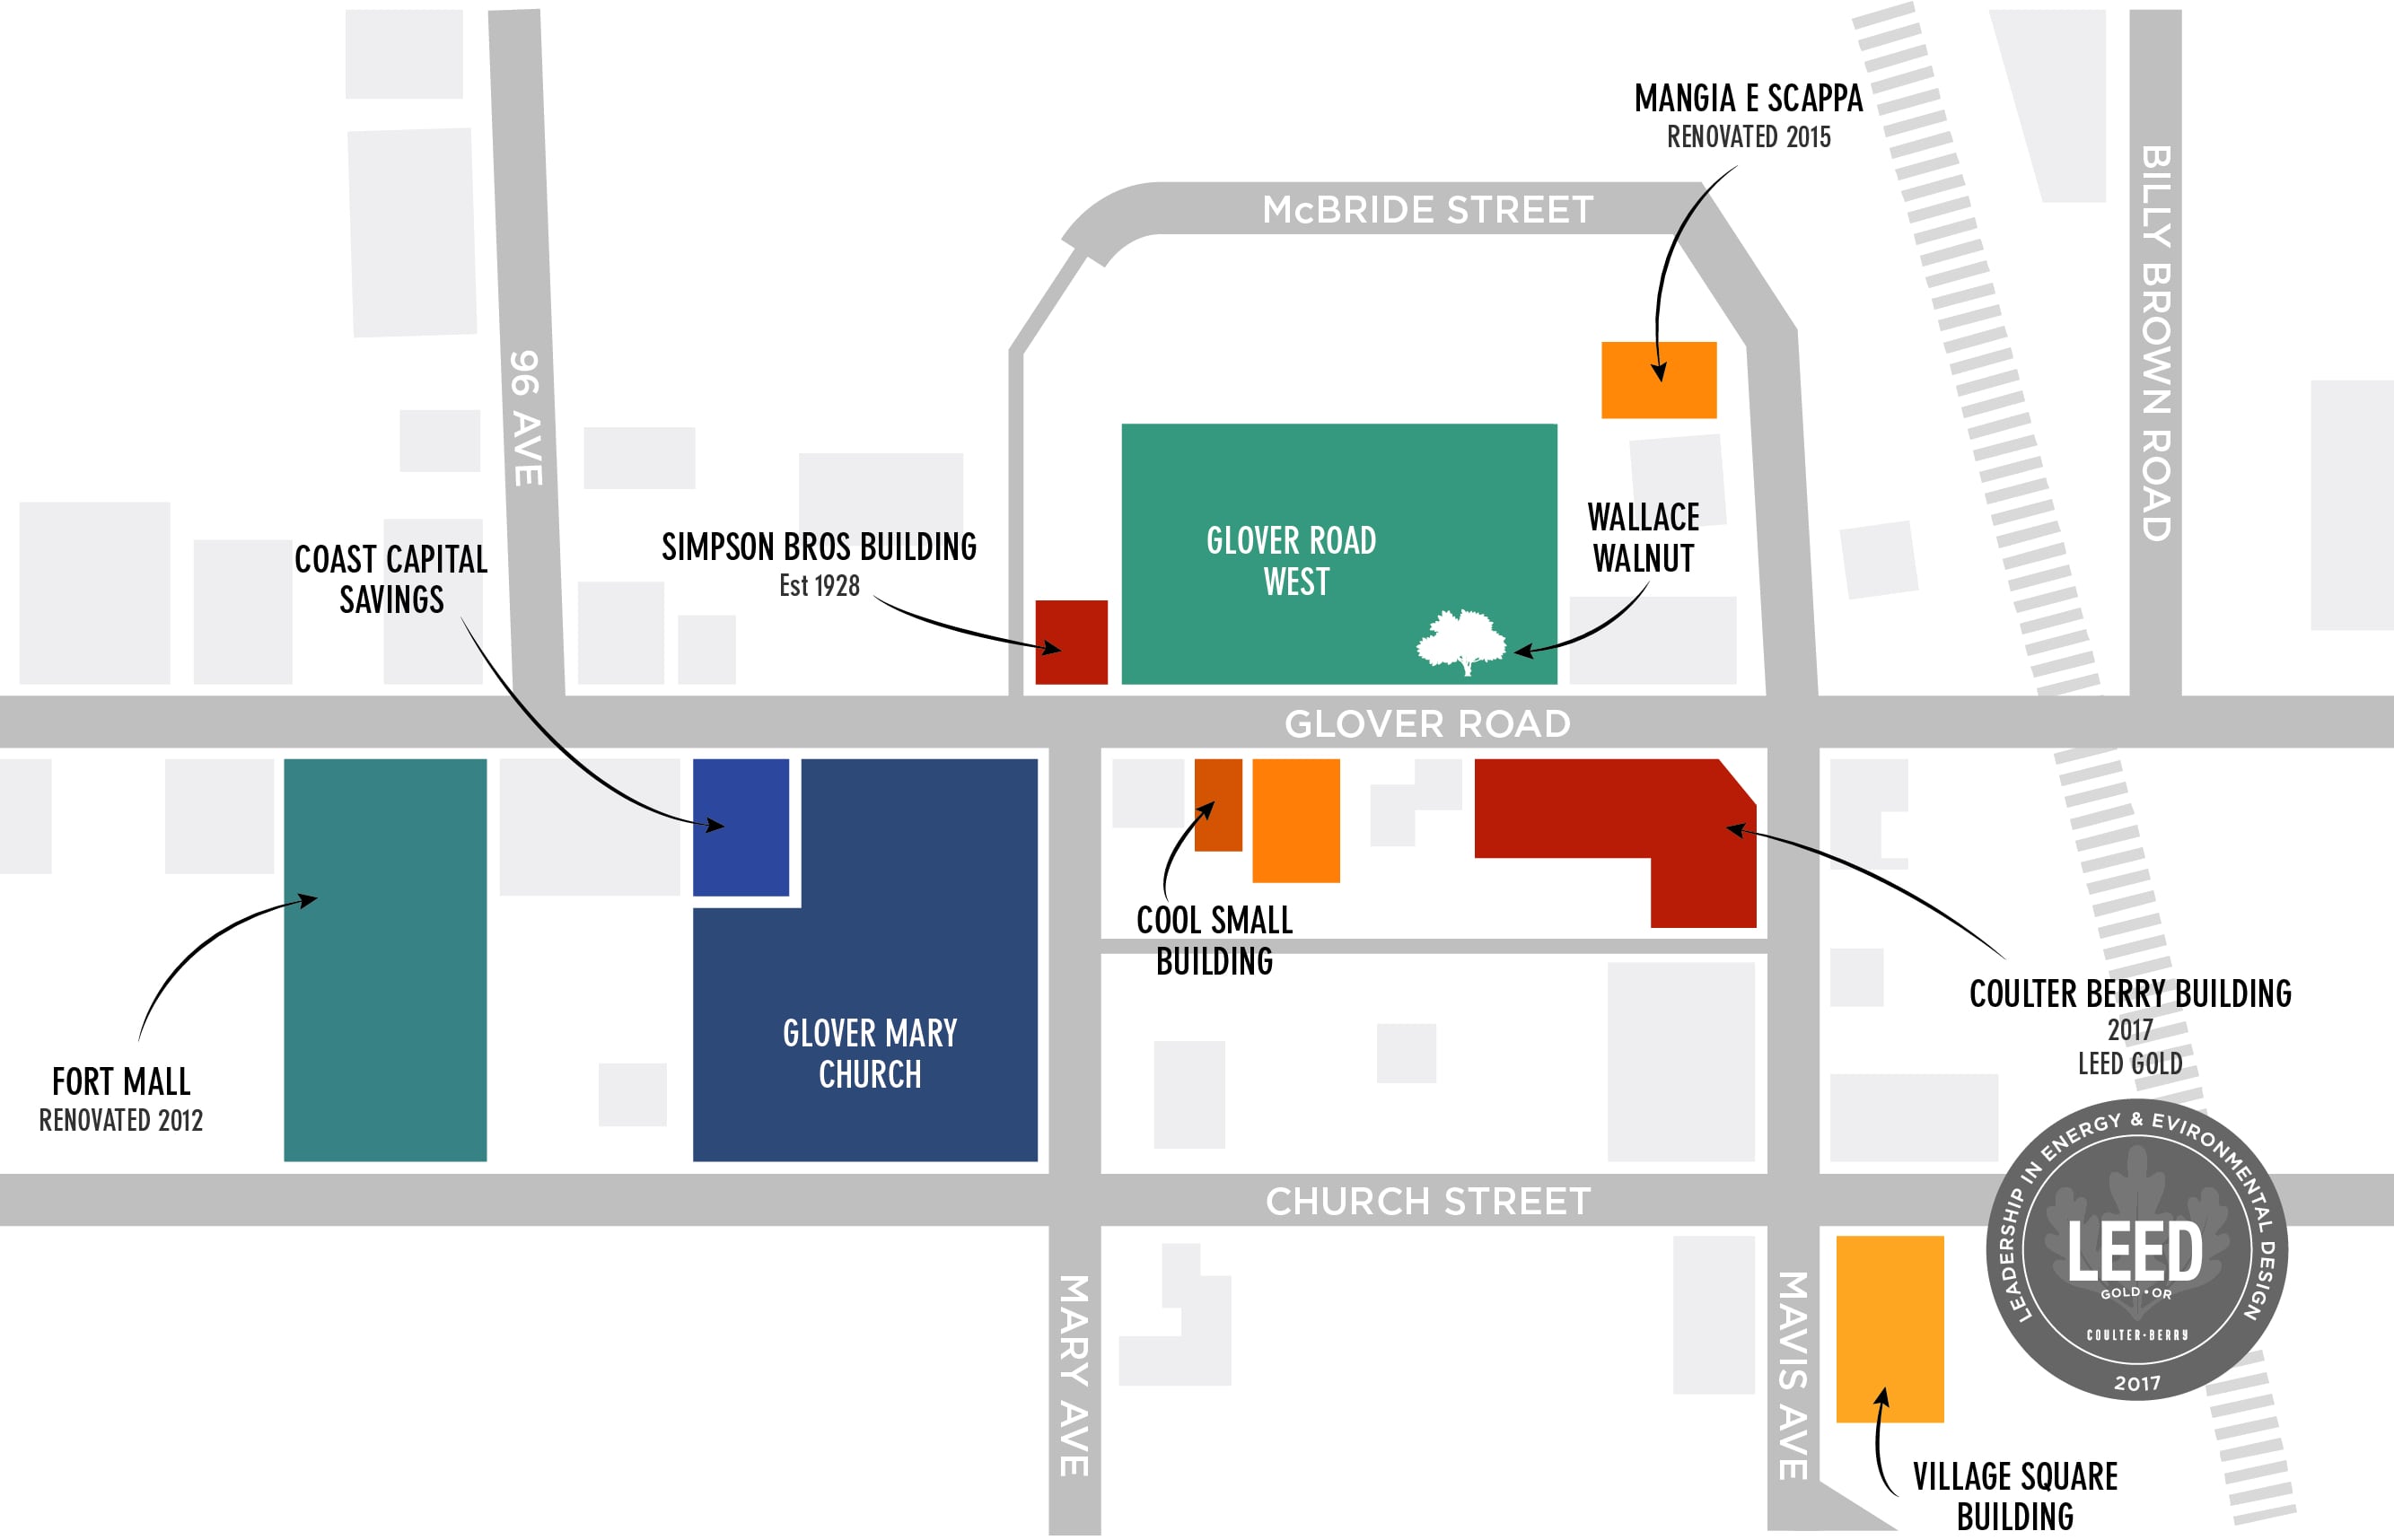 MANGIA E SCAPPA
RENOVATED 2015
McBRIDE STREET
BILLY BROWN ROAD
96 AVE
COAST CAPITAL
SAVINGS
SIMPSON BROS BUILDING
Est 1928
GLOVER ROAD
WEST
WALLACE
WALNUT
GLOVER ROAD
COOL SMALL
BUILDING
COULTER BERRY BUILDING
2017
LEED GOLD
GLOVER MARY
CHURCH
FORT MALL
RENOVATED 2012
CHURCH STREET
MARY AVE
MAVIS AVE
LEADERSHIP IN ENERGY & EVIRONMENTAL DESIGN
LEED
GOLD • OR
COULTER·BERRY
2017
VILLAGE SQUARE
BUILDING